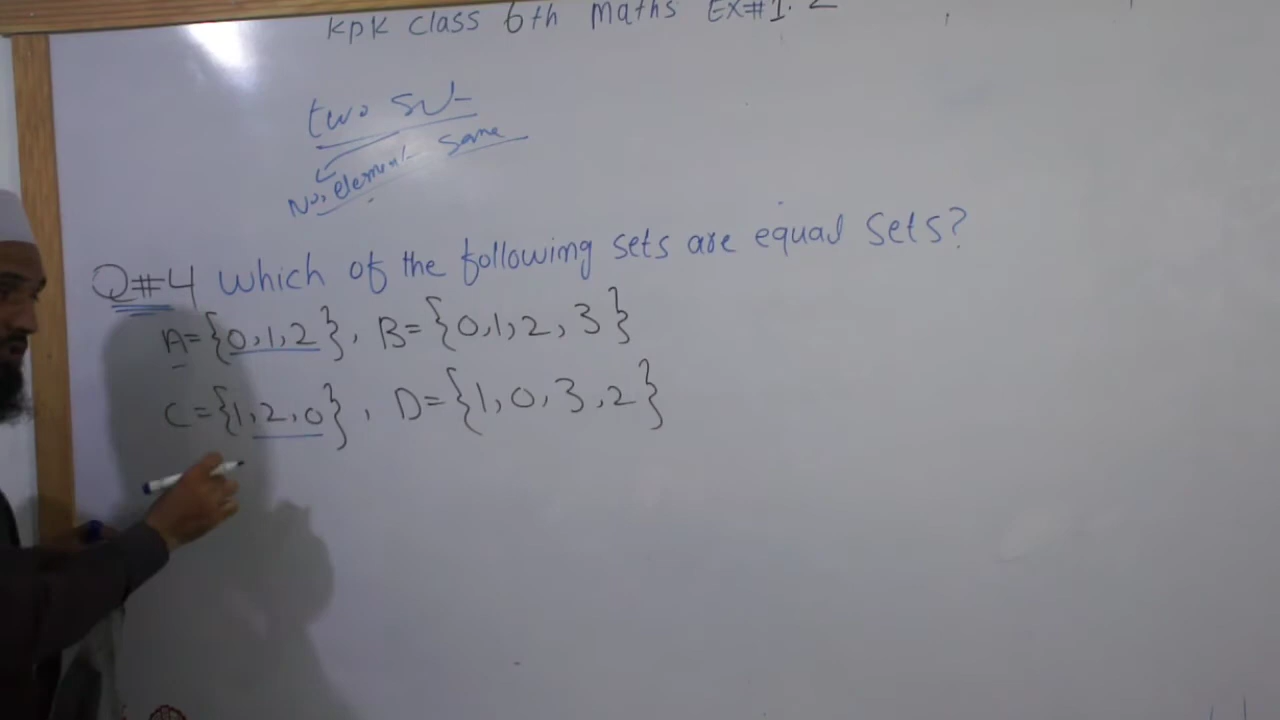 KPK Class 6th Maths EX#1.2
two set
No, element same
Q#4 Which of the following sets are equal sets?
A={0,1,2}, B={0,1,2,3}
C={1,2,0}, D={1,0,3,2}